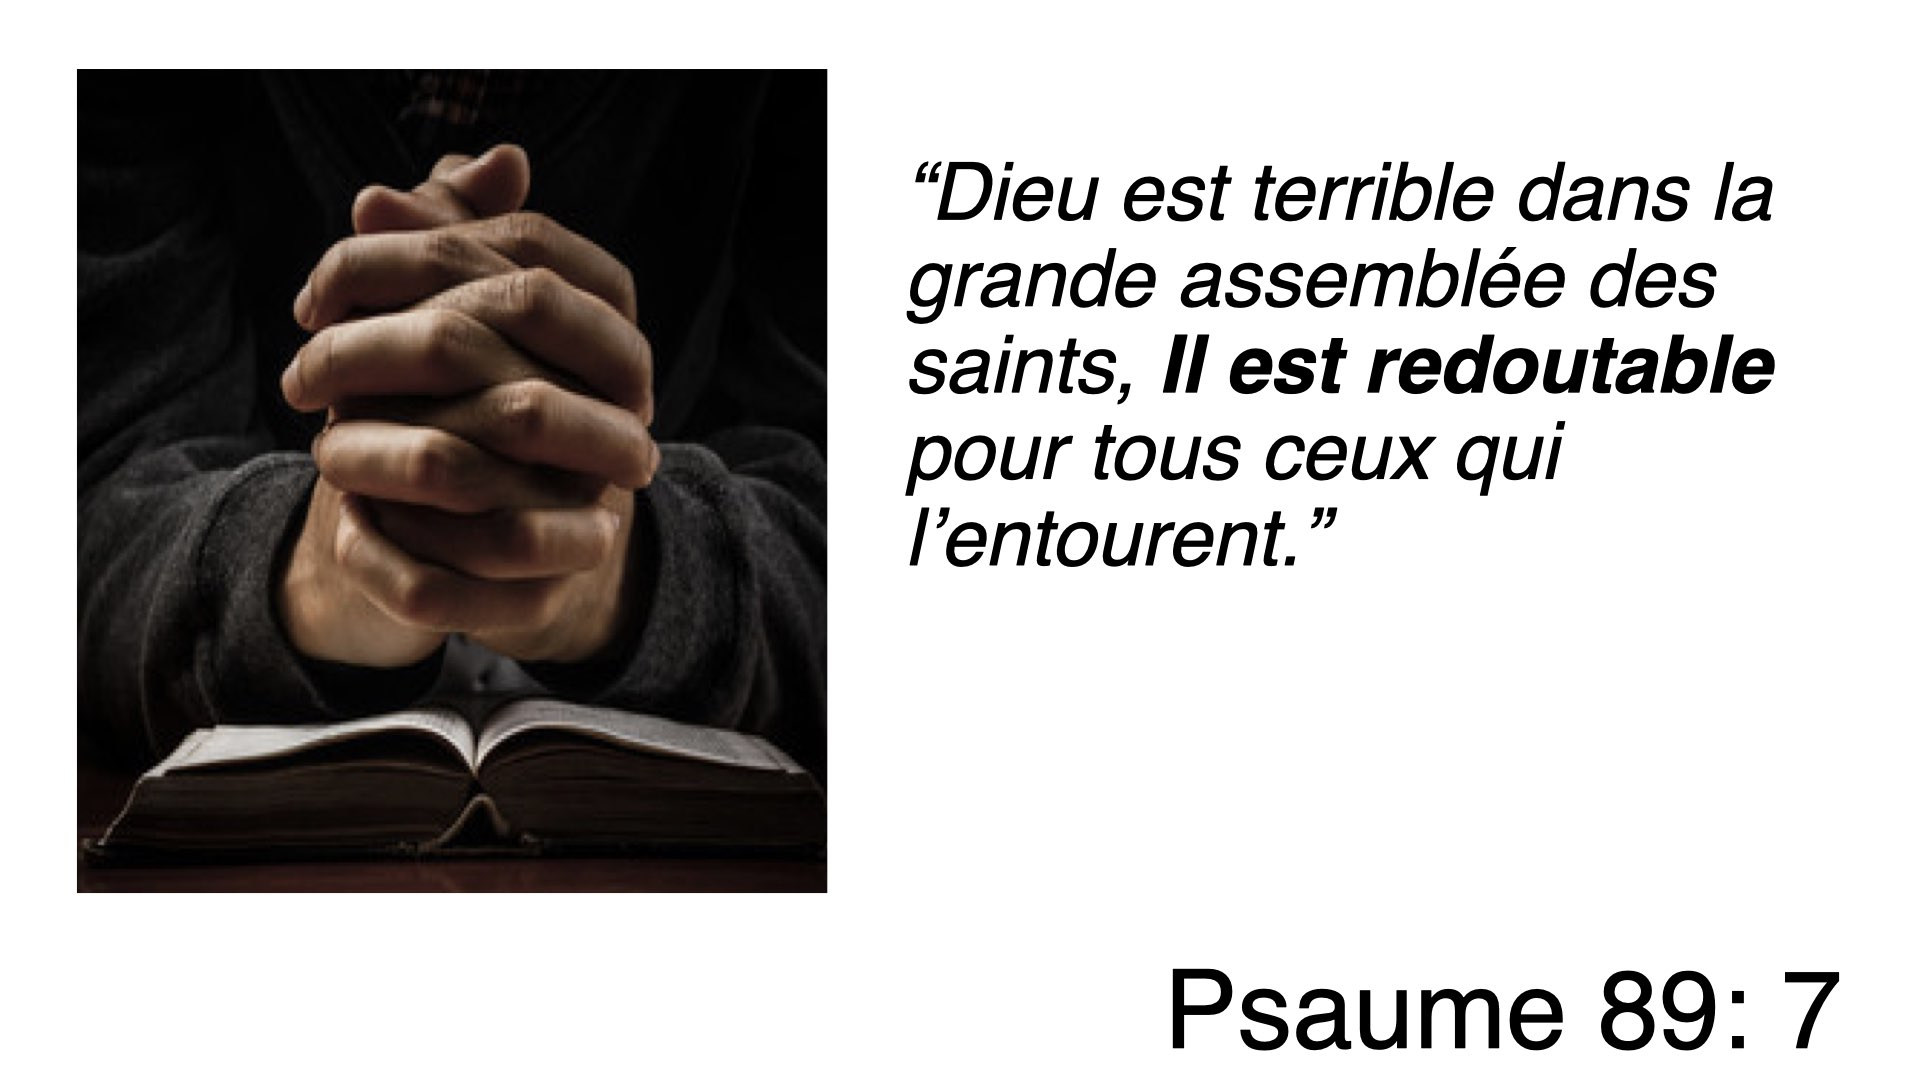 “Dieu est terrible dans la
grande assemblée des
saints, Il est redoutable
pour tous ceux qui
l’entourent.”
Psaume 89: 7